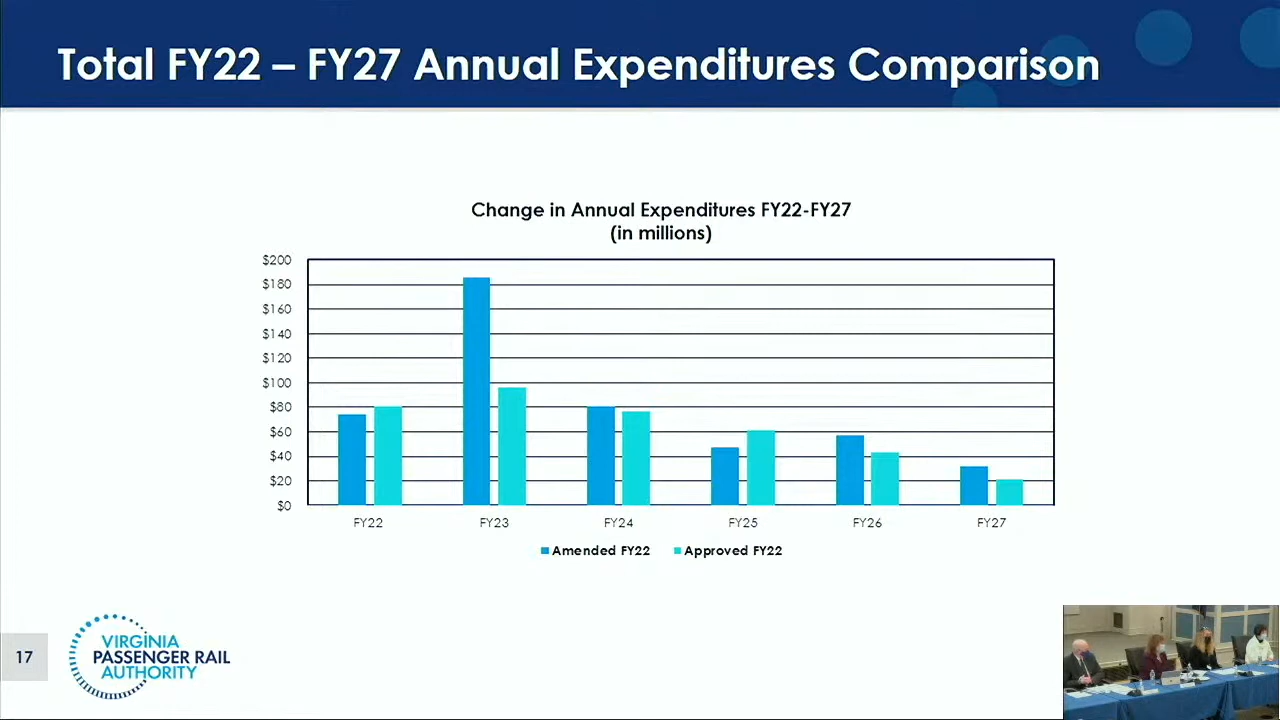 Total FY22 – FY27 Annual Expenditures Comparison
Change in Annual Expenditures FY22-FY27
(in millions)
$200
$180
$160
$140
$120
$100
$80
$60
$40
$20
$0
FY22 FY23 FY24 FY25 FY26 FY27
Amended FY22 Approved FY22
17
VIRGINIA
PASSENGER RAIL
AUTHORITY